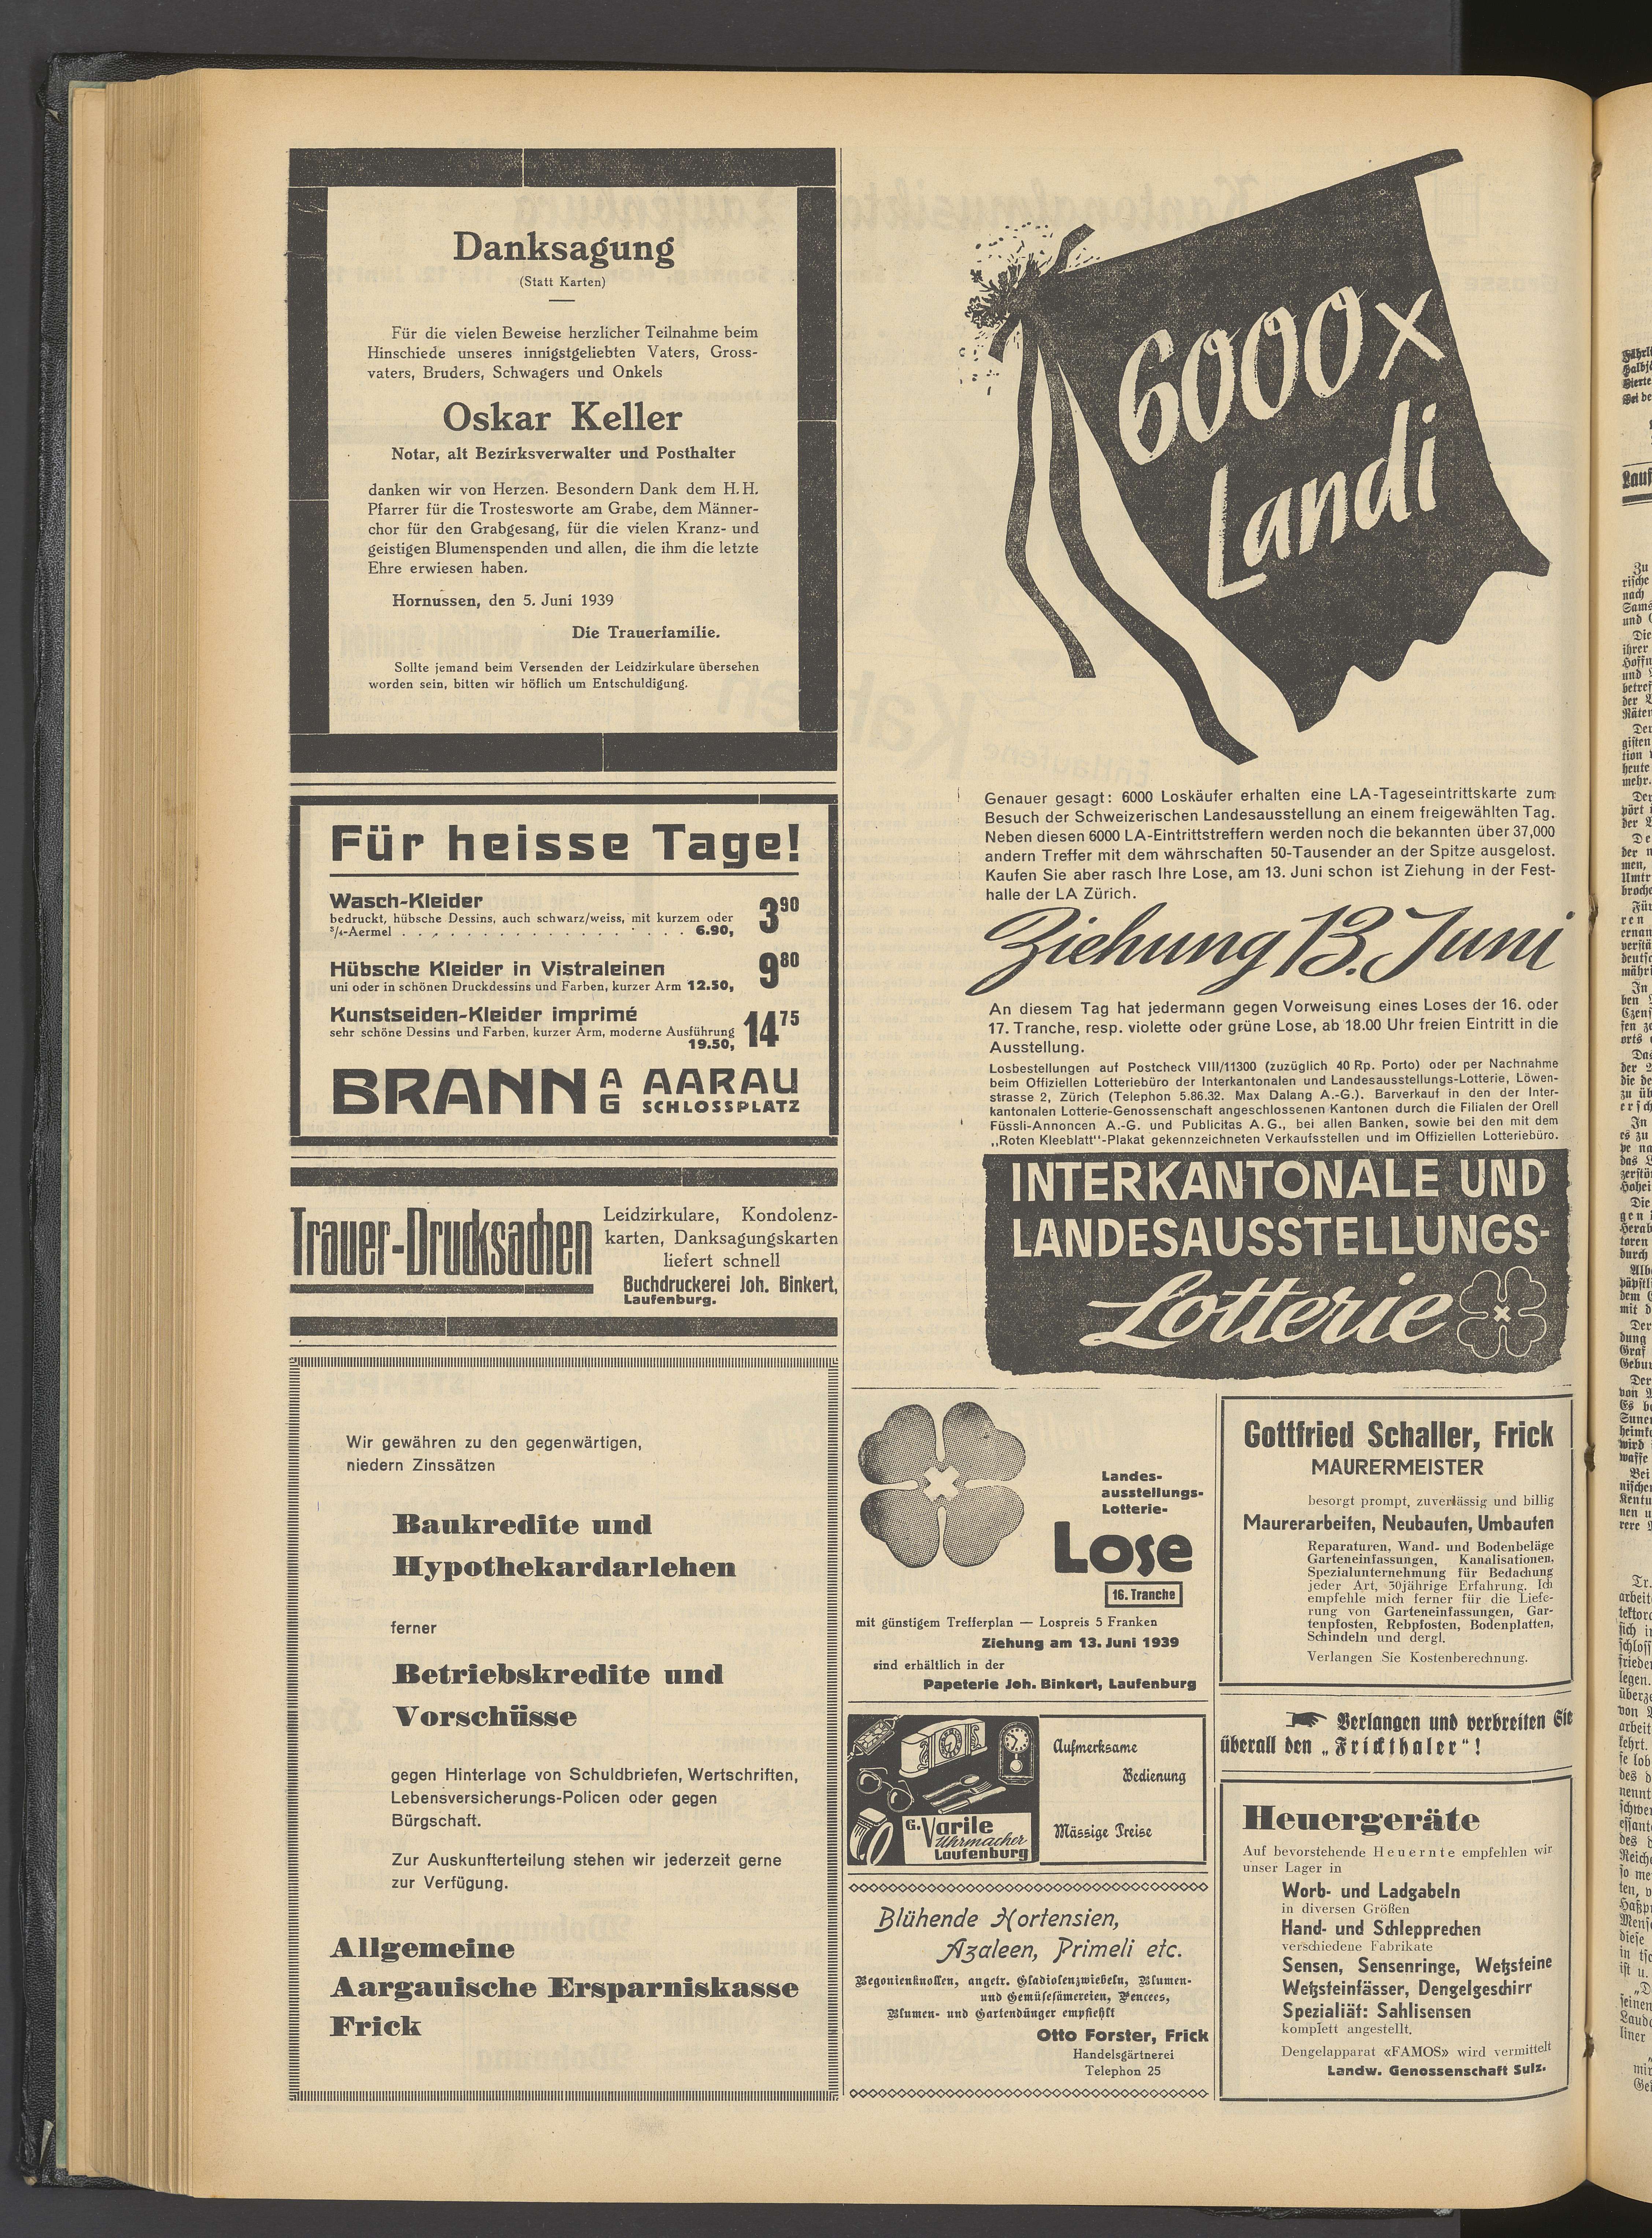 Danksagung
(Statt Karten)
Für die vielen Beweise herzlicher Teilnahme beim
Hinschiede unseres innigstgeliebten Vaters, Gross-
vaters, Bruders, Schwagers und Onkels
Oskar Keller
Notar, alt Bezirksverwalter und Posthalter
danken wir von Herzen. Besondern Dank dem H. H.
Pfarrer für die Trostesworte am Grabe, dem Männer-
chor für den Grabgesang, für die vielen Kranz- und
geistigen Blumenspenden und allen, die ihm die letzte
Ehre erwiesen haben.
Hornussen, den 5. Juni 1939
Die Trauerfamilie.
Sollte jemand beim Versenden der Leidzirkulare übersehen
worden sein, bitten wir höflich um Entschuldigung.
Für heisse Tage!
Wasch-Kleider
bedruckt, hübsche Dessins, auch schwarz/weiss, mit kurzem oder
¾-Aermel . . . . . . . . . . . . . . . . . . 6.90, 3 90
Hübsche Kleider in Vistraleinen
uni oder in schönen Druckdessins und Farben, kurzer Arm 12.50, 9 80
Kunstseiden-Kleider imprimé
sehr schöne Dessins und Farben, kurzer Arm, moderne Ausführung
19.50, 14 75
BRANN AG AARAU
SCHLOSSPLATZ
Trauer-Drucksachen
Leidzirkulare, Kondolenz-
karten, Danksagungskarten
liefert schnell
Buchdruckerei Joh. Binkert,
Laufenburg.
Wir gewähren zu den gegenwärtigen,
niedern Zinssätzen
Baukredite und
Hypothekardarlehen
ferner
Betriebskredite und
Vorschüsse
gegen Hinterlage von Schuldbriefen, Wertschriften,
Lebensversicherungs-Policen oder gegen
Bürgschaft.
Zur Auskunfterteilung stehen wir jederzeit gerne
zur Verfügung.
Allgemeine
Aargauische Ersparniskasse
Frick
6000 x
Landi
Genauer gesagt: 6000 Loskäufer erhalten eine LA-Tageseintrittskarte zum
Besuch der Schweizerischen Landesausstellung an einem freigewählten Tag.
Neben diesen 6000 LA-Eintrittstreffern werden noch die bekannten über 37,000
andern Treffer mit dem währschaften 50-Tausender an der Spitze ausgelost.
Kaufen Sie aber rasch Ihre Lose, am 13. Juni schon ist Ziehung in der Fest-
halle der LA Zürich.
Ziehung 13. Juni
An diesem Tag hat jedermann gegen Vorweisung eines Loses der 16. oder
17. Tranche, resp. violette oder grüne Lose, ab 18.00 Uhr freien Eintritt in die
Ausstellung.
Losbestellungen auf Postcheck VIII/11300 (zuzüglich 40 Rp. Porto) oder per Nachnahme
beim Offiziellen Lotteriebüro der Interkantonalen und Landesausstellungs-Lotterie, Löwen-
strasse 2, Zürich (Telephon 5.86.32. Max Dalang A.-G.). Barverkauf in den der Inter-
kantonalen Lotterie-Genossenschaft angeschlossenen Kantonen durch die Filialen der Orell
Füssli-Annoncen A.-G. und Publicitas A. G., bei allen Banken, sowie bei den mit dem
„Roten Kleeblatt“-Plakat gekennzeichneten Verkaufsstellen und im Offiziellen Lotteriebüro.
INTERKANTONALE UND
LANDESAUSSTELLUNGS-
Lotterie
Landes-
ausstellungs-
Lotterie-
Lose
16. Tranche
mit günstigem Trefferplan — Lospreis 5 Franken
Ziehung am 13. Juni 1939
sind erhältlich in der
Papeterie Joh. Binkert, Laufenburg
G. Varile
Uhrmacher
Laufenburg
Aufmerksame
Bedienung
Mässige Preise
Blühende Hortensien,
Azaleen, Primeli etc.
Begonienknollen, angetr. Gladiolenzwiebeln, Blumen-
und Gemüsesämereien, Pencees,
Blumen- und Gartendünger empfiehlt
Otto Forster, Frick
Handelsgärtnerei
Telephon 25
Gottfried Schaller, Frick
MAURERMEISTER
besorgt prompt, zuverlässig und billig
Maurerarbeiten, Neubauten, Umbauten
Reparaturen, Wand- und Bodenbeläge
Garteneinfassungen, Kanalisationen,
Spezialunternehmung für Bedachung
jeder Art, 30jährige Erfahrung. Ich
empfehle mich ferner für die Liefe-
rung von Garteneinfassungen, Gar-
tenpfosten, Rebpfosten, Bodenplatten,
Schindeln und dergl.
Verlangen Sie Kostenberechnung.
Verlangen und verbreiten Sie
überall den „Frickthaler“!
Heuergeräte
Auf bevorstehende Heuernte empfehlen wir
unser Lager in
Worb- und Ladgabeln
in diversen Größen
Hand- und Schlepprechen
verschiedene Fabrikate
Sensen, Sensenringe, Wetzsteine
Wetzsteinfässer, Dengelgeschirr
Spezialiät: Sahlisensen
komplett angestellt.
Dengelapparat «FAMOS» wird vermittelt
Landw. Genossenschaft Sulz.